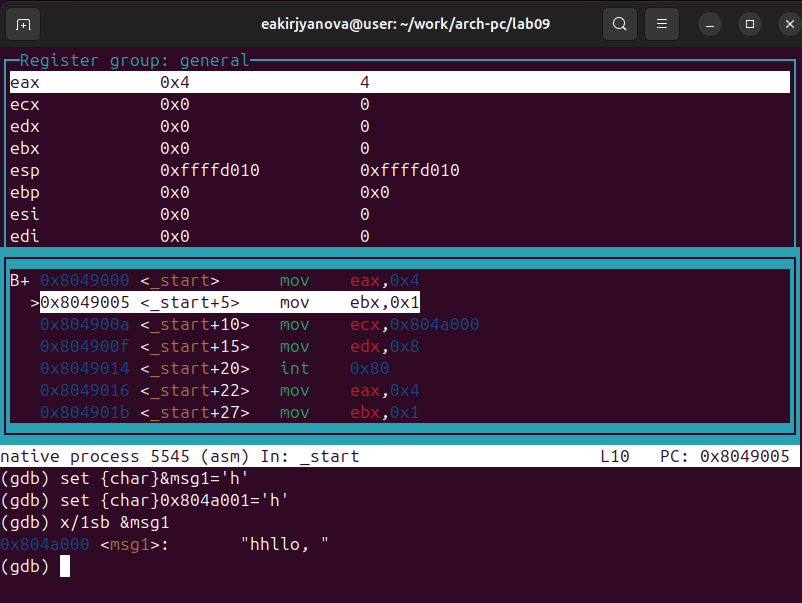 eakirjyanova@user: ~/work/arch-pc/lab09
Register group: general
eax 0x4 4
ecx 0x0 0
edx 0x0 0
ebx 0x0 0
esp 0xffffd010 0xffffd010
ebp 0x0 0x0
esi 0x0 0
edi 0x0 0
B+ 0x8049000 <_start> mov eax,0x4
>0x8049005 <_start+5> mov ebx,0x1
0x804900a <_start+10> mov ecx,0x804a000
0x804900f <_start+15> mov edx,0x8
0x8049014 <_start+20> int 0x80
0x8049016 <_start+22> mov eax,0x4
0x804901b <_start+27> mov ebx,0x1
native process 5545 (asm) In: _start L10 PC: 0x8049005
(gdb) set {char}&msg1='h'
(gdb) set {char}0x804a001='h'
(gdb) x/1sb &msg1
0x804a000 <msg1>: "hhllo, "
(gdb)